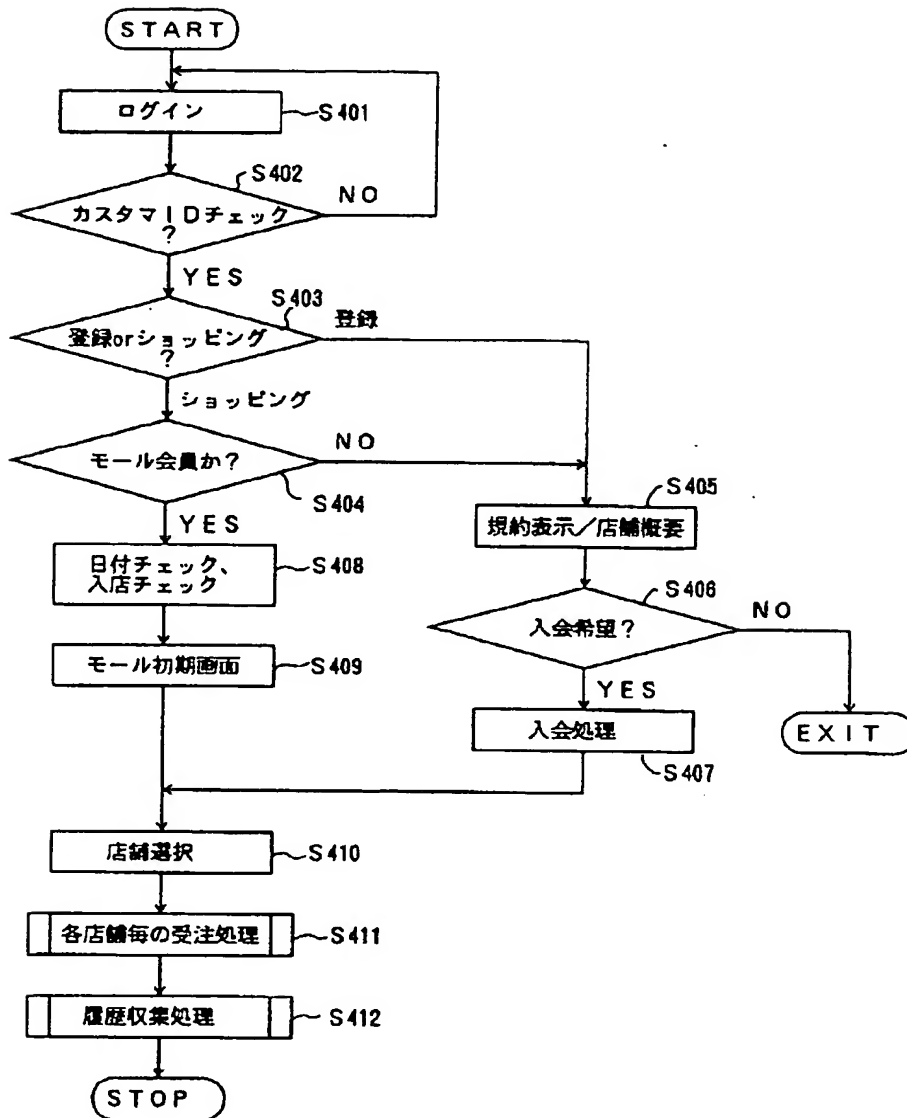 START
ログイン
S401
S402
NO
カスタマIDチェック
?
YES
S403
登録
登録orショッピング
?
ショッピング
NO
モール会員か?
S404
S405
YES
規約表示/店舗概要
日付チェック、
入店チェック
S408
S406
NO
入会希望?
モール初期画面
S409
YES
入会処理
EXIT
S407
店舗選択
S410
各店舗毎の受注処理
S411
履歴収集処理
S412
STOP